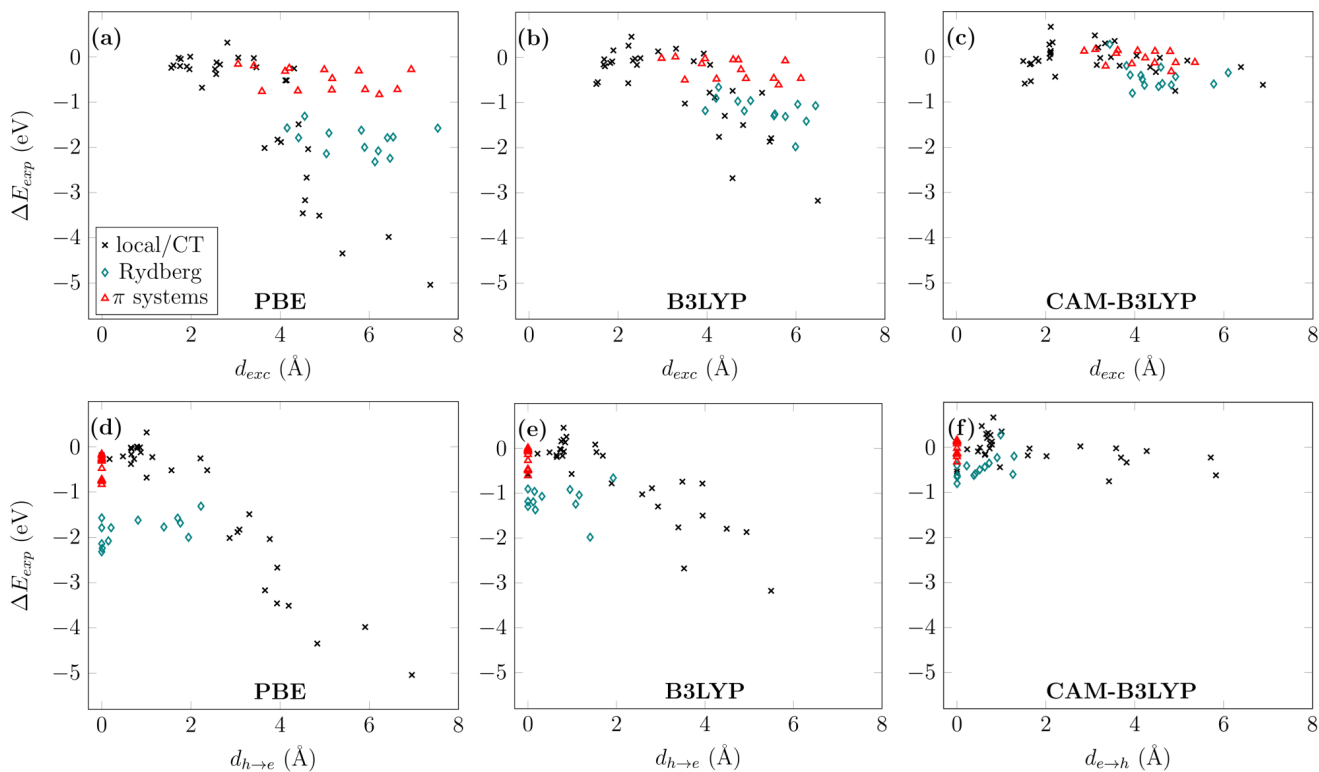 (a)
0
−1
−2
−3
−4
−5
ΔE_exp (eV)
local/CT
Rydberg
π systems
PBE
0 2 4 6 8
d_exc (Å)
(b)
0
−1
−2
−3
−4
−5
B3LYP
0 2 4 6 8
d_exc (Å)
(c)
0
−1
−2
−3
−4
−5
CAM-B3LYP
0 2 4 6 8
d_exc (Å)
(d)
0
−1
−2
−3
−4
−5
ΔE_exp (eV)
PBE
0 2 4 6 8
d_h→e (Å)
(e)
0
−1
−2
−3
−4
−5
B3LYP
0 2 4 6 8
d_h→e (Å)
(f)
0
−1
−2
−3
−4
−5
CAM-B3LYP
0 2 4 6 8
d_e→h (Å)